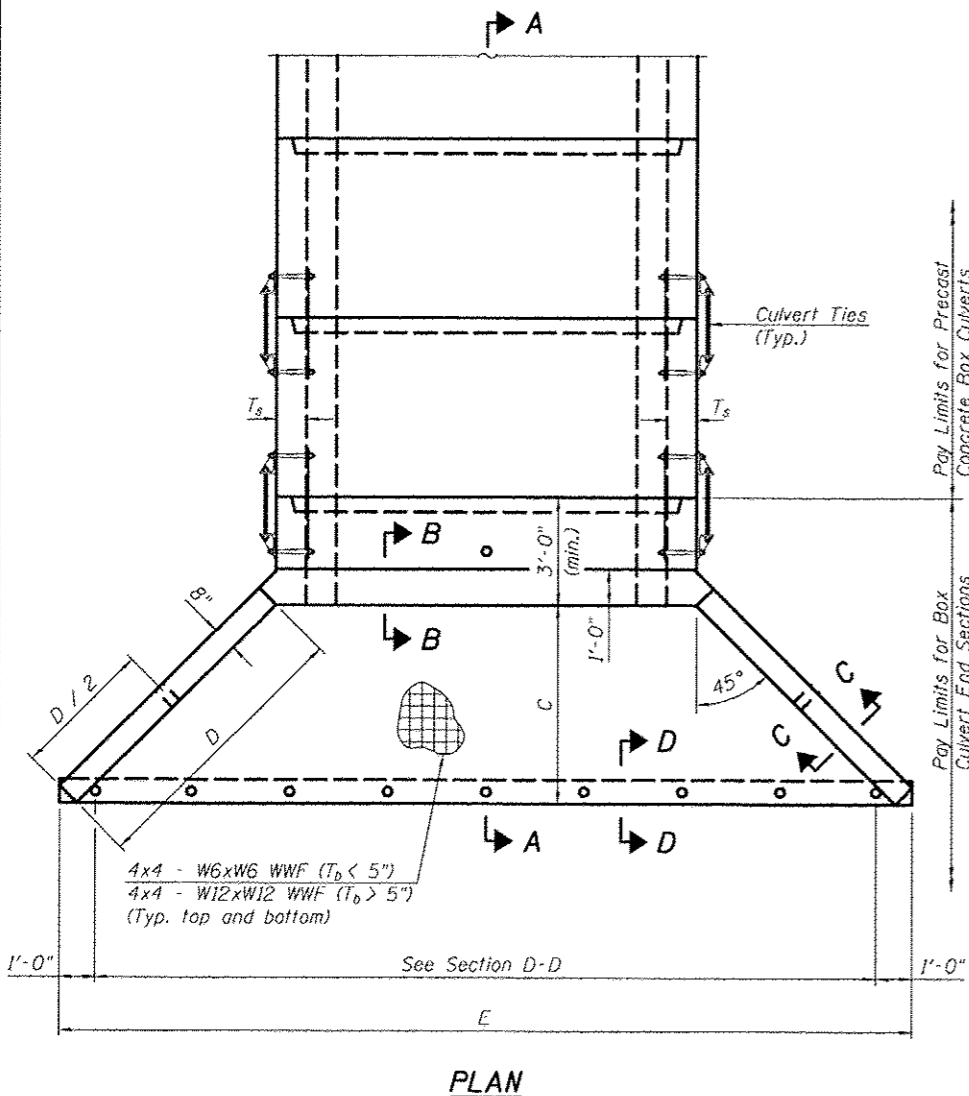 A
Culvert Ties
(Typ.)
Pay Limits for Precast
Concrete Box Culverts
Tₛ
Tₛ
B
3'-0"
(min.)
8"
B
1'-0"
D / 2
D
C
45°
C
C
Pay Limits for Box
Culvert End Sections
D
A
D
4x4 - W6xW6 WWF (T_b < 5")
4x4 - W12xW12 WWF (T_b > 5")
(Typ. top and bottom)
1'-0"
See Section D-D
1'-0"
E
PLAN